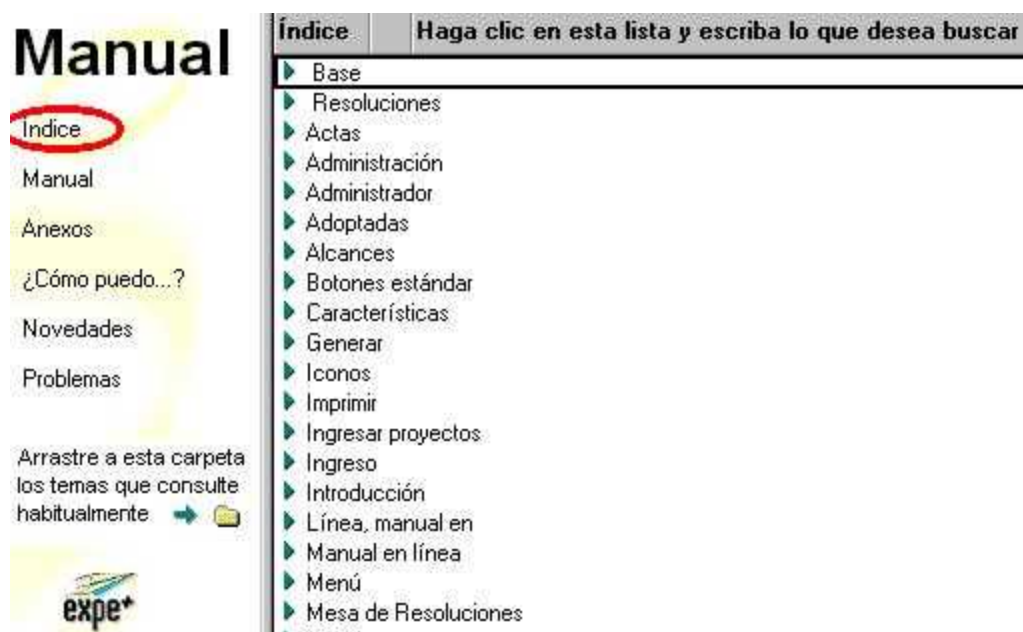 Manual
Indice
Manual
Anexos
¿Cómo puedo...?
Novedades
Problemas
Arrastre a esta carpeta
los temas que consulte
habitualmente
expe+
Índice Haga clic en esta lista y escriba lo que desea buscar
Base
Resoluciones
Actas
Administración
Administrador
Adoptadas
Alcances
Botones estándar
Características
Generar
Iconos
Imprimir
Ingresar proyectos
Ingreso
Introducción
Línea, manual en
Manual en línea
Menú
Mesa de Resoluciones